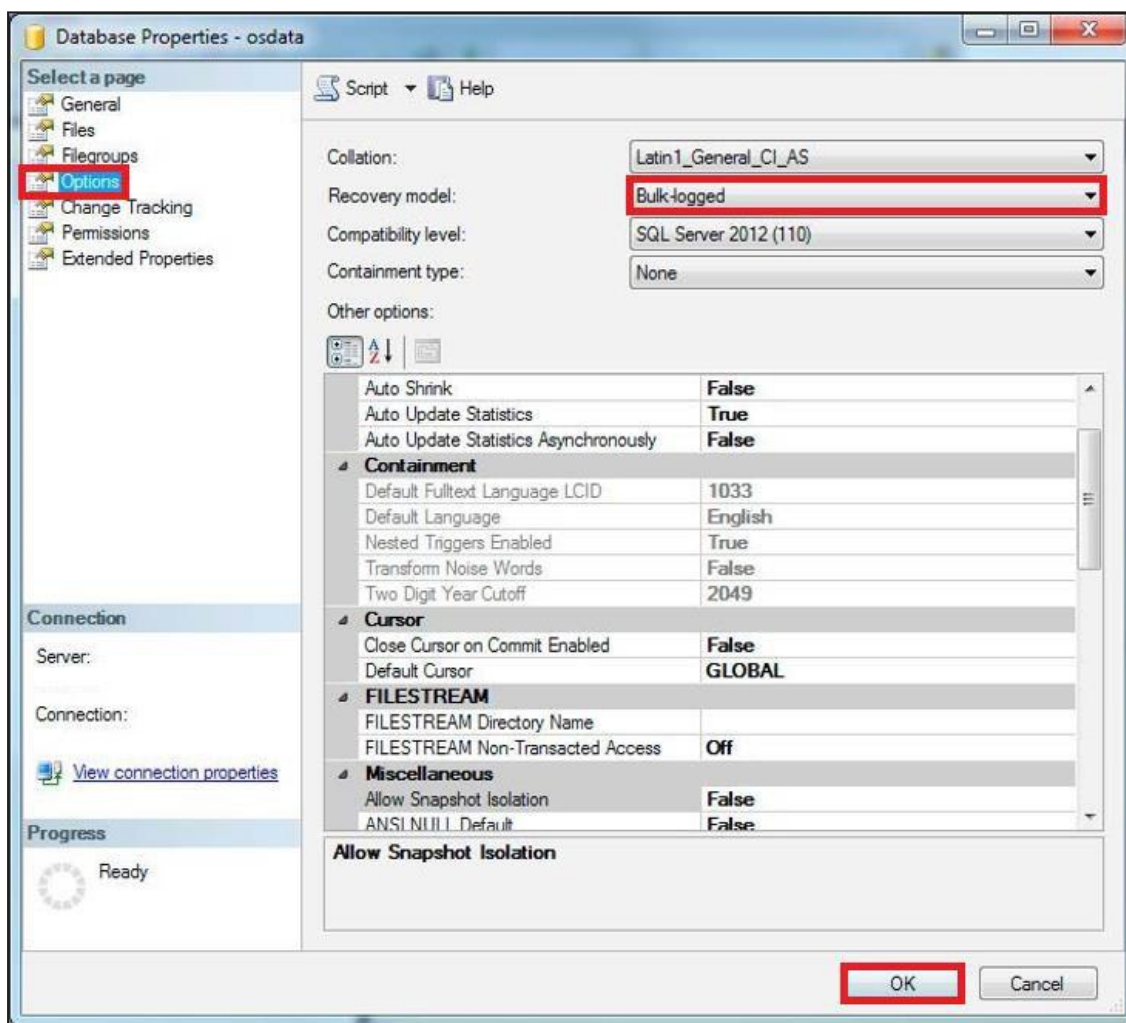 Database Properties - osdata
Select a page
General
Files
Filegroups
Options
Change Tracking
Permissions
Extended Properties
Connection
Server:
Connection:
View connection properties
Progress
Ready
Script Help
Collation: Latin1_General_CI_AS
Recovery model: Bulk-logged
Compatibility level: SQL Server 2012 (110)
Containment type: None
Other options:
Auto Shrink False
Auto Update Statistics True
Auto Update Statistics Asynchronously False
Containment
Default Fulltext Language LCID 1033
Default Language English
Nested Triggers Enabled True
Transform Noise Words False
Two Digit Year Cutoff 2049
Cursor
Close Cursor on Commit Enabled False
Default Cursor GLOBAL
FILESTREAM
FILESTREAM Directory Name
FILESTREAM Non-Transacted Access Off
Miscellaneous
Allow Snapshot Isolation False
ANSI NULL Default False
Allow Snapshot Isolation
OK Cancel